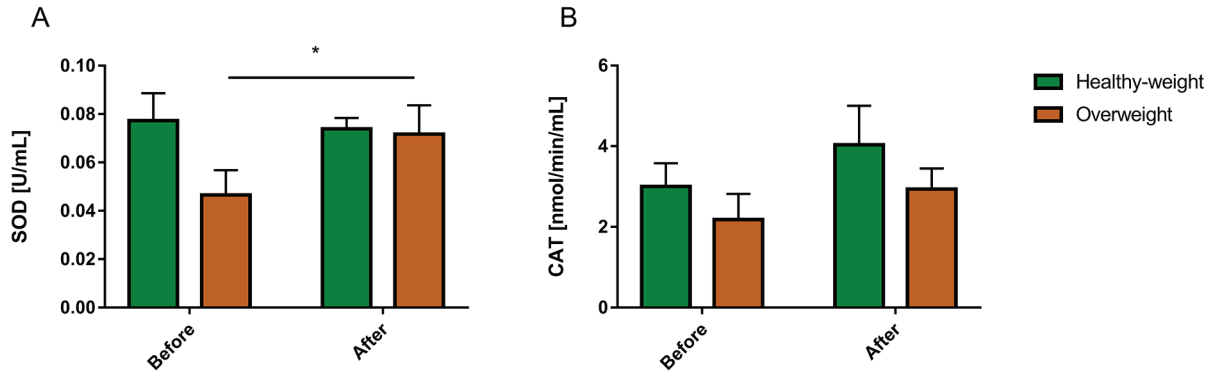 A
*
SOD [U/mL]
0.10
0.08
0.06
0.04
0.02
0.00
Before
After
B
CAT [nmol/min/mL]
6
4
2
0
Before
After
Healthy-weight
Overweight